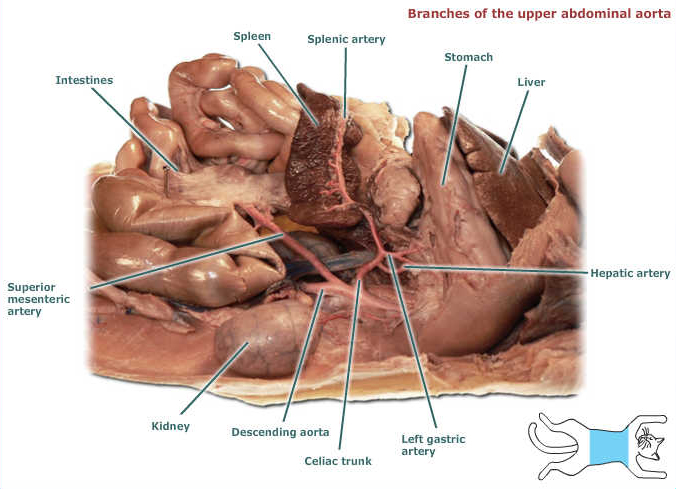 Branches of the upper abdominal aorta
Spleen
Splenic artery
Stomach
Intestines
Liver
Superior
mesenteric
artery
Hepatic artery
Kidney
Descending aorta
Celiac trunk
Left gastric
artery